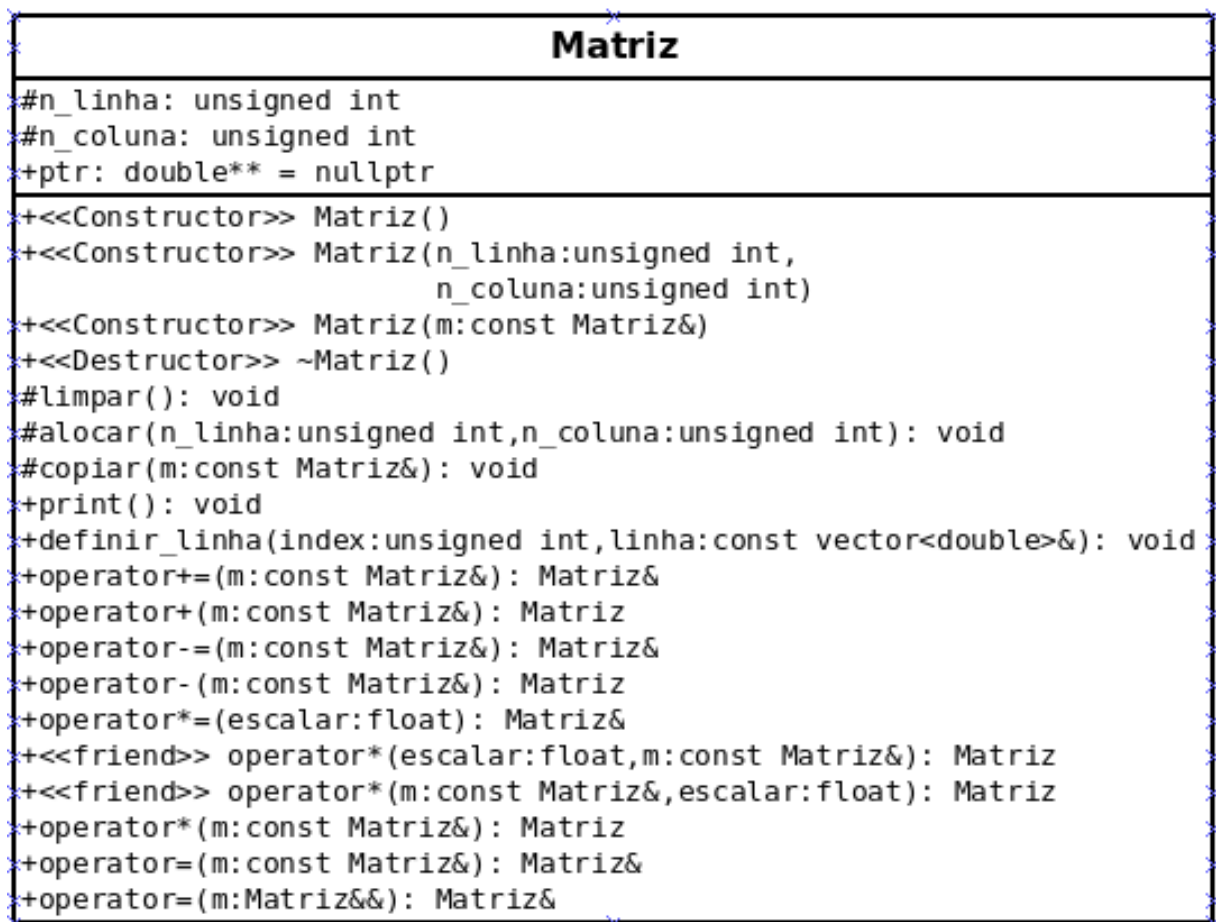 Matriz
#n_linha: unsigned int
#n_coluna: unsigned int
+ptr: double** = nullptr
+<<Constructor>> Matriz()
+<<Constructor>> Matriz(n_linha:unsigned int,
n_coluna:unsigned int)
+<<Constructor>> Matriz(m:const Matriz&)
+<<Destructor>> ~Matriz()
#limpar(): void
#alocar(n_linha:unsigned int,n_coluna:unsigned int): void
#copiar(m:const Matriz&): void
+print(): void
+definir_linha(index:unsigned int,linha:const vector<double>&): void
+operator+=(m:const Matriz&): Matriz&
+operator+(m:const Matriz&): Matriz
+operator-=(m:const Matriz&): Matriz&
+operator-(m:const Matriz&): Matriz
+operator*=(escalar:float): Matriz&
+<<friend>> operator*(escalar:float,m:const Matriz&): Matriz
+<<friend>> operator*(m:const Matriz&,escalar:float): Matriz
+operator*(m:const Matriz&): Matriz
+operator=(m:const Matriz&): Matriz&
+operator=(m:Matriz&&): Matriz&